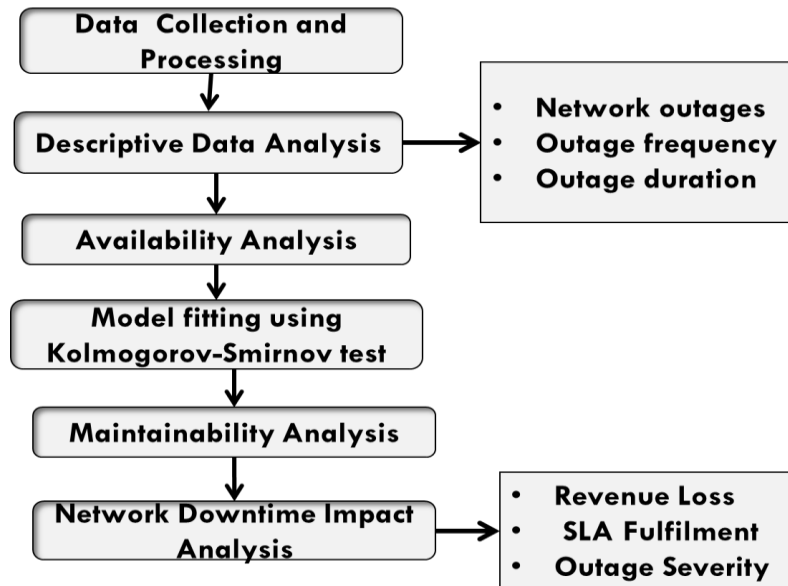 Data Collection and
Processing
Descriptive Data Analysis
• Network outages
• Outage frequency
• Outage duration
Availability Analysis
Model fitting using
Kolmogorov-Smirnov test
Maintainability Analysis
Network Downtime Impact
Analysis
• Revenue Loss
• SLA Fulfilment
• Outage Severity